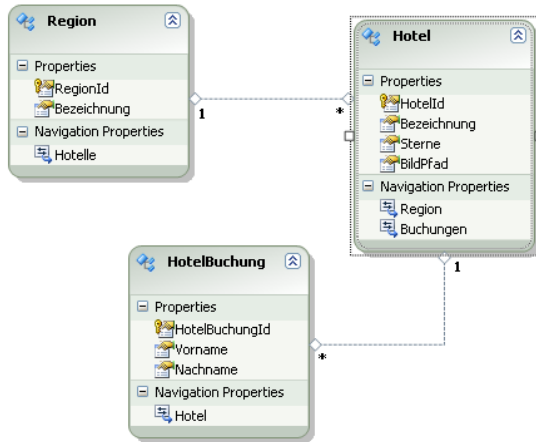 Region
Properties
RegionId
Bezeichnung
Navigation Properties
Hotelle
1
*
Hotel
Properties
HotelId
Bezeichnung
Sterne
BildPfad
Navigation Properties
Region
Buchungen
1
*
HotelBuchung
Properties
HotelBuchungId
Vorname
Nachname
Navigation Properties
Hotel